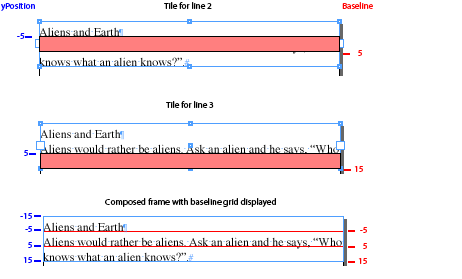 yPosition Tile for line 2 Baseline
Aliens and Earth¶
-5
5
knows what an alien knows?”.#
Tile for line 3
Aliens and Earth¶
Aliens would rather be aliens. Ask an alien and he says, “Who
5
15
Composed frame with baseline grid displayed
-15
Aliens and Earth¶
-5 -5
Aliens would rather be aliens. Ask an alien and he says, “Who
5 5
knows what an alien knows?”.#
15 15